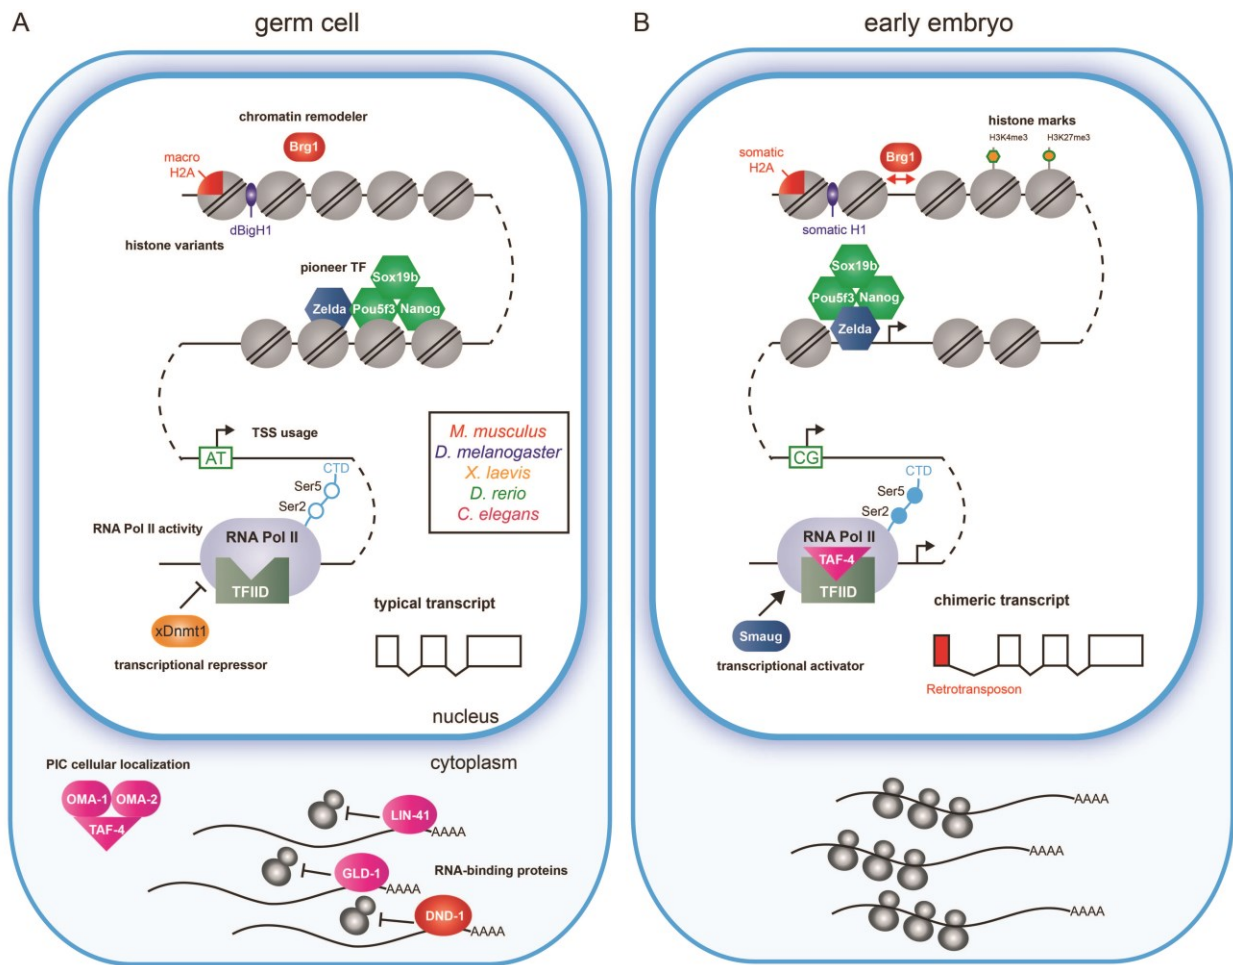 A
germ cell
chromatin remodeler
Brg1
macro
H2A
dBigH1
histone variants
pioneer TF
Sox19b
Zelda
Pou5f3
Nanog
TSS usage
AT
M. musculus
D. melanogaster
X. laevis
D. rerio
C. elegans
CTD
Ser5
Ser2
RNA Pol II activity
RNA Pol II
TFIID
xDnmt1
transcriptional repressor
typical transcript
nucleus
cytoplasm
PIC cellular localization
OMA-1
OMA-2
TAF-4
LIN-41
AAAA
GLD-1
AAAA
RNA-binding proteins
DND-1
AAAA
B
early embryo
histone marks
H3K4me3
H3K27me3
somatic
H2A
Brg1
somatic H1
Sox19b
Pou5f3
Nanog
Zelda
CG
CTD
Ser5
Ser2
RNA Pol II
TAF-4
TFIID
Smaug
transcriptional activator
chimeric transcript
Retrotransposon
AAAA
AAAA
AAAA